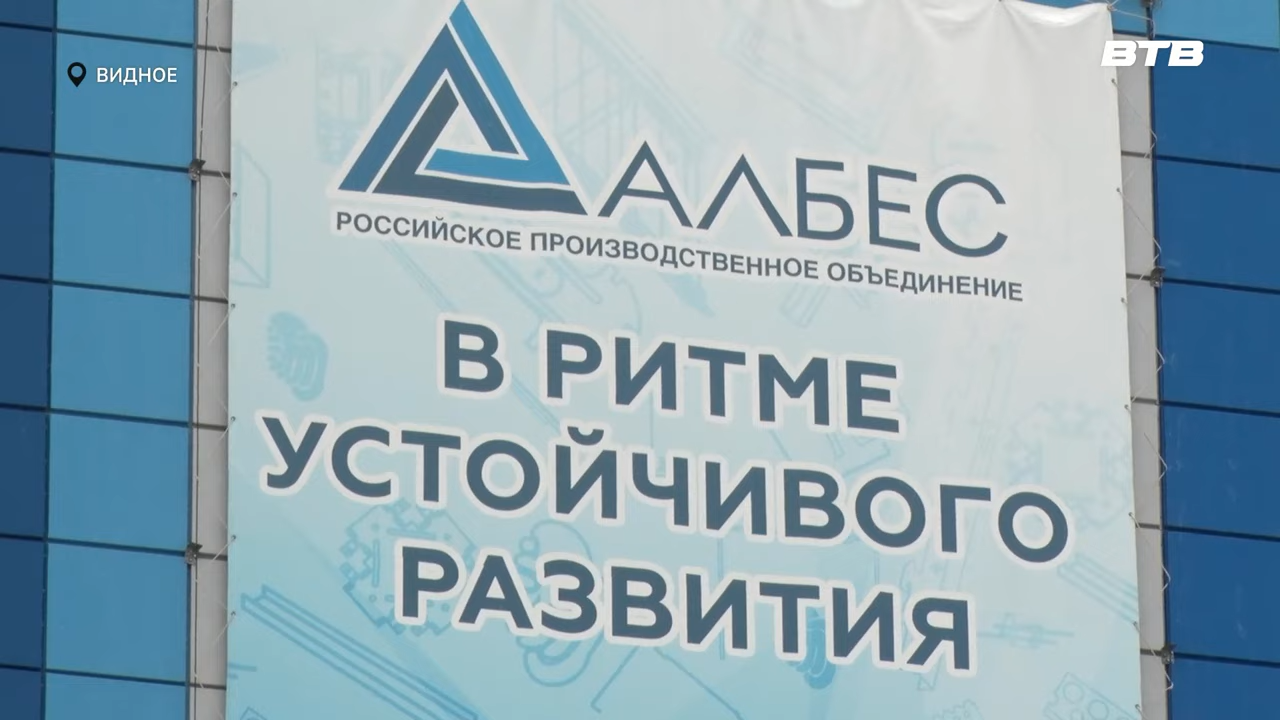 ВИДНОЕ
ВТВ
АЛБЕС
РОССИЙСКОЕ ПРОИЗВОДСТВЕННОЕ ОБЪЕДИНЕНИЕ
В РИТМЕ
УСТОЙЧИВОГО
РАЗВИТИЯ